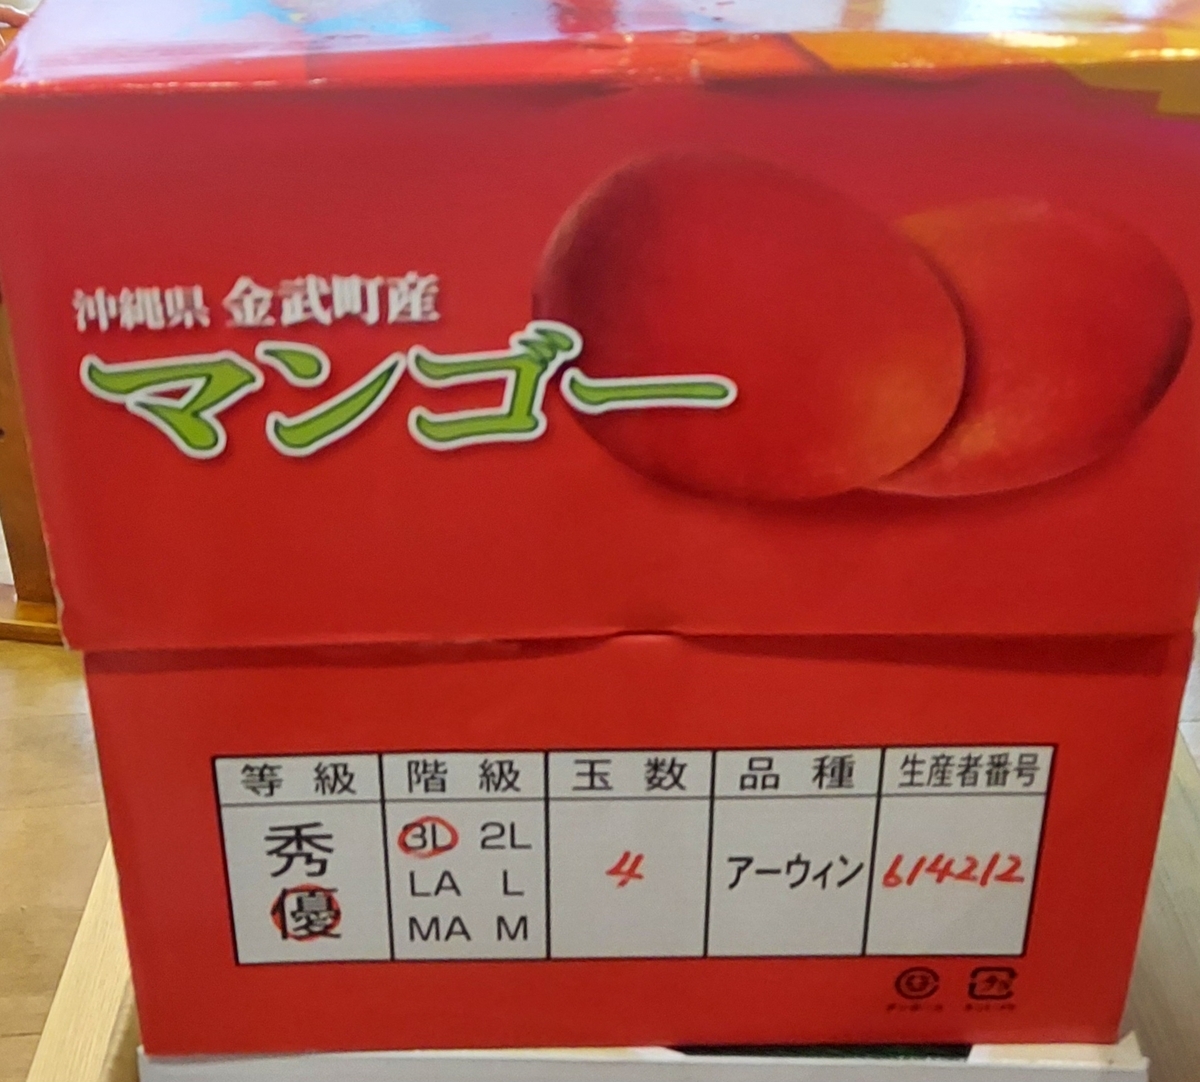 沖縄県 金武町産
マンゴー
等級 階級 玉数 品種 生産者番号
秀 3L 2L 4 アーウィン 614212
優 LA L
MA M